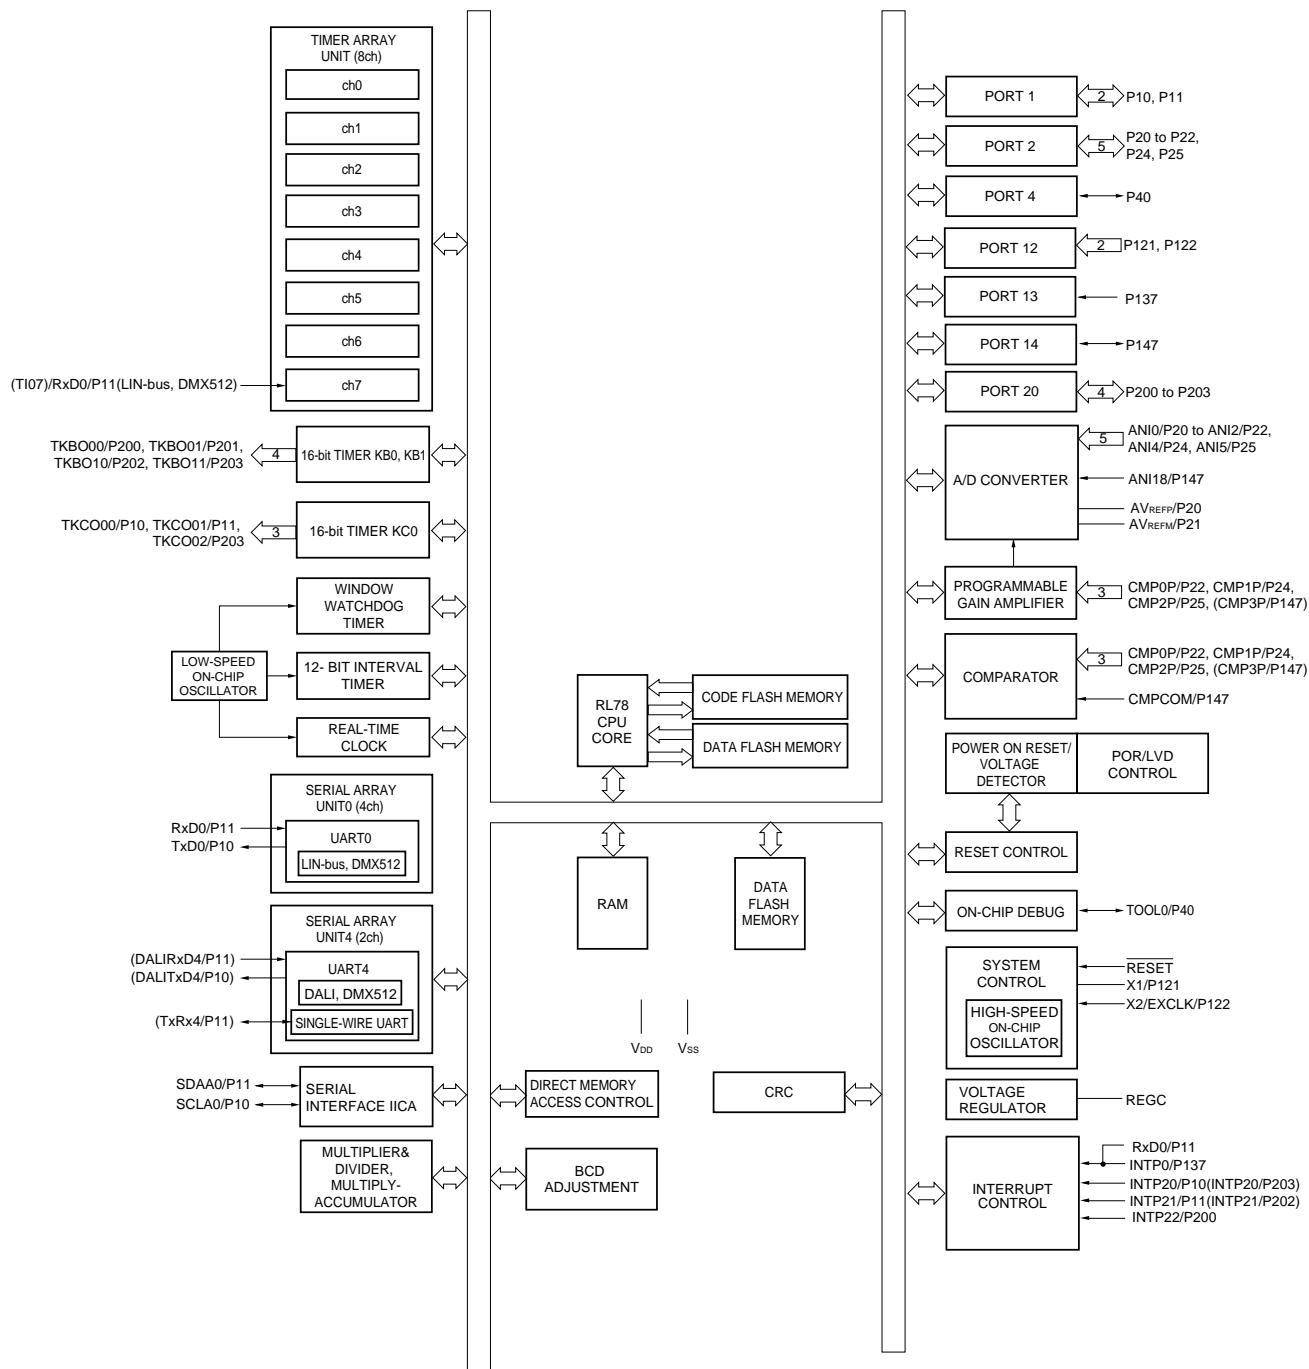 TIMER ARRAY
UNIT (8ch)
ch0
ch1
ch2
ch3
ch4
ch5
ch6
ch7
(TI07)/RxD0/P11(LIN-bus, DMX512)
TKBO00/P200, TKBO01/P201,
TKBO10/P202, TKBO11/P203
4
16-bit TIMER KB0, KB1
TKCO00/P10, TKCO01/P11,
TKCO02/P203
3
16-bit TIMER KC0
WINDOW
WATCHDOG
TIMER
LOW-SPEED
ON-CHIP
OSCILLATOR
12- BIT INTERVAL
TIMER
REAL-TIME
CLOCK
SERIAL ARRAY
UNIT0 (4ch)
RxD0/P11
TxD0/P10
UART0
LIN-bus, DMX512
SERIAL ARRAY
UNIT4 (2ch)
(DALIRxD4/P11)
(DALITxD4/P10)
UART4
DALI, DMX512
(TxRx4/P11)
SINGLE-WIRE UART
SDAA0/P11
SCLA0/P10
SERIAL
INTERFACE IICA
MULTIPLIER&
DIVIDER,
MULTIPLY-
ACCUMULATOR
RL78
CPU
CORE
CODE FLASH MEMORY
DATA FLASH MEMORY
RAM
DATA
FLASH
MEMORY
VDD
VSS
DIRECT MEMORY
ACCESS CONTROL
CRC
BCD
ADJUSTMENT
PORT 1
2
P10, P11
PORT 2
5
P20 to P22,
P24, P25
PORT 4
P40
PORT 12
2
P121, P122
PORT 13
P137
PORT 14
P147
PORT 20
4
P200 to P203
A/D CONVERTER
5
ANI0/P20 to ANI2/P22,
ANI4/P24, ANI5/P25
ANI18/P147
AVREFP/P20
AVREFM/P21
PROGRAMMABLE
GAIN AMPLIFIER
3
CMP0P/P22, CMP1P/P24,
CMP2P/P25, (CMP3P/P147)
COMPARATOR
3
CMP0P/P22, CMP1P/P24,
CMP2P/P25, (CMP3P/P147)
CMPCOM/P147
POWER ON RESET/
VOLTAGE
DETECTOR
POR/LVD
CONTROL
RESET CONTROL
ON-CHIP DEBUG
TOOL0/P40
SYSTEM
CONTROL
HIGH-SPEED
ON-CHIP
OSCILLATOR
RESET
X1/P121
X2/EXCLK/P122
VOLTAGE
REGULATOR
REGC
INTERRUPT
CONTROL
RxD0/P11
INTP0/P137
INTP20/P10(INTP20/P203)
INTP21/P11(INTP21/P202)
INTP22/P200